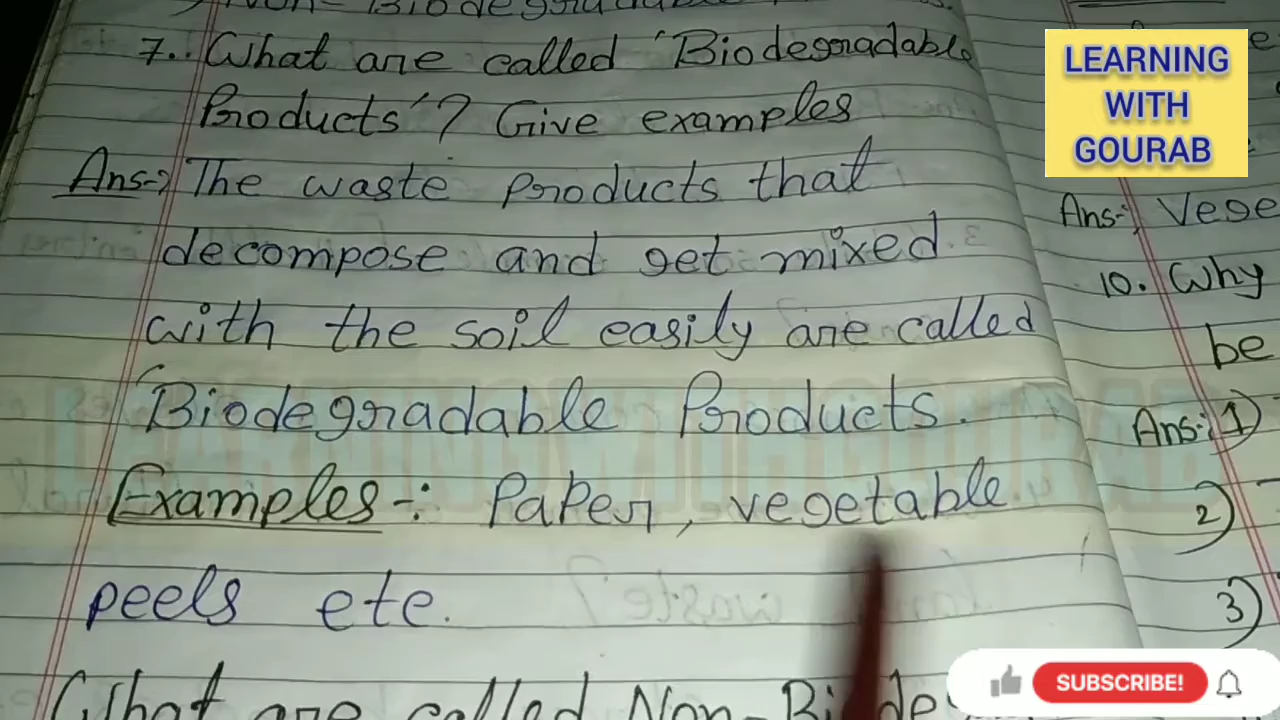 Non-Biodegradable
7. What are called 'Biodegradable
Products'? Give examples
Ans:-> The waste products that
decompose and get mixed
with the soil easily are called
'Biodegradable Products.
Examples-: Paper, vegetable
peels etc.
What are called Non-Biode
Ans:, Vege
10. Why
be
Ans:, 1)
2)
3)
LEARNING
WITH
GOURAB
SUBSCRIBE!